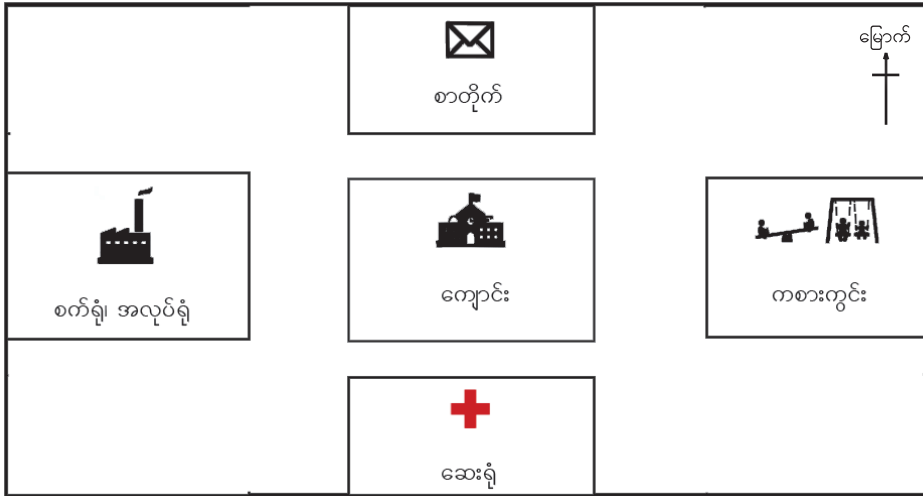 မြောက်
စာတိုက်
စက်ရုံ၊ အလုပ်ရုံ
ကျောင်း
ကစားကွင်း
ဆေးရုံ